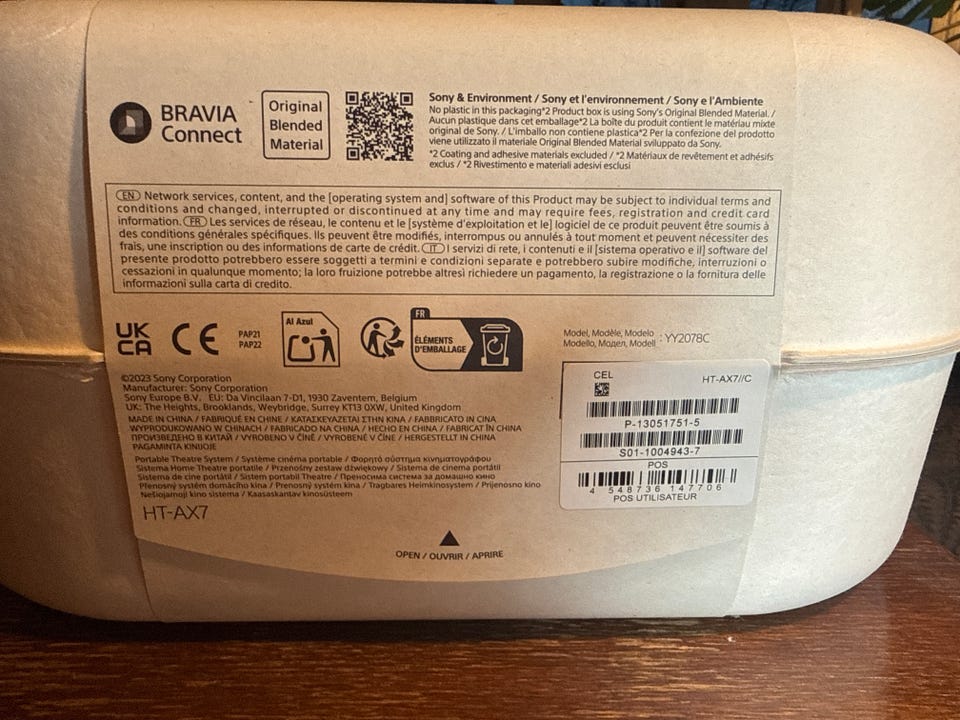 BRAVIA
Connect
Original
Blended
Material
Sony & Environment / Sony et l'environnement / Sony e l'Ambiente
No plastic in this packaging*2 Product box is using Sony's Original Blended Material. /
Aucun plastique dans cet emballage*2 La boîte du produit contient le matériau mixte
original de Sony. / L'imballo non contiene plastica*2 Per la confezione del prodotto
viene utilizzato il materiale Original Blended Material sviluppato da Sony.
*2 Coating and adhesive materials excluded / *2 Matériaux de revêtement et adhésifs
exclus / *2 Rivestimento e materiali adesivi esclusi
EN Network services, content, and the [operating system and] software of this Product may be subject to individual terms and
conditions and changed, interrupted or discontinued at any time and may require fees, registration and credit card
information. FR Les services de réseau, le contenu et le [système d'exploitation et le] logiciel de ce produit peuvent être soumis à
des conditions générales spécifiques. Ils peuvent être modifiés, interrompus ou annulés à tout moment et peuvent nécessiter des
frais, une inscription ou des informations de carte de crédit. IT I servizi di rete, i contenuti e il [sistema operativo e il] software del
presente prodotto potrebbero essere soggetti a termini e condizioni separate e potrebbero subire modifiche, interruzioni o
cessazioni in qualunque momento; la loro fruizione potrebbe altresì richiedere un pagamento, la registrazione o la fornitura delle
informazioni sulla carta di credito.
UK
CA
CE
PAP21
PAP22
Al Azul
FR
ÉLÉMENTS
D'EMBALLAGE
Model, Modèle, Modelo
Modello, Модел, Modell : YY2078C
©2023 Sony Corporation
Manufacturer: Sony Corporation
Sony Europe B.V. EU: Da Vincilaan 7-D1, 1930 Zaventem, Belgium
UK: The Heights, Brooklands, Weybridge, Surrey KT13 0XW, United Kingdom
MADE IN CHINA / FABRIQUÉ EN CHINE / ΚΑΤΑΣΚΕΥΑΖΕΤΑΙ ΣΤΗΝ ΚΙΝΑ / FABBRICATO IN CINA
WYPRODUKOWANO W CHINACH / FABRICADO NA CHINA / HECHO EN CHINA / FABRICAT ÎN CHINA
ПРОИЗВЕДЕНО В КИТАЙ / VYROBENO V ČÍNĚ / VYROBENÉ V ČÍNE / HERGESTELLT IN CHINA
PAGAMINTA KINIJOJE
Portable Theatre System / Système cinéma portable / Φορητό σύστημα κινηματογράφου
Sistema Home Theatre portatile / Przenośny zestaw dźwiękowy / Sistema de cinema portátil
Sistema de cine portátil / Sistem portabil Theatre / Преносима система за домашно кино
Přenosný systém domácího kina / Prenosný systém kina / Tragbares Heimkinosystem / Prijenosno kino
Nešiojamoji kino sistema / Kaasaskantav kinosüsteem
HT-AX7
CEL HT-AX7//C
P-13051751-5
S01-1004943-7
POS
4 548736 147706
POS UTILISATEUR
OPEN / OUVRIR / APRIRE